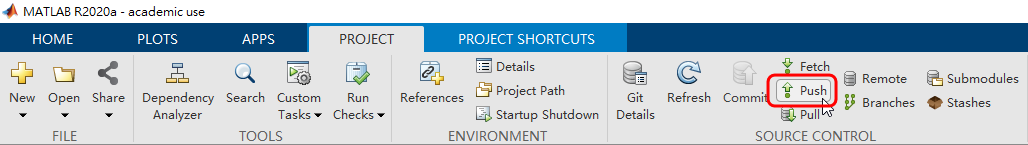 MATLAB R2020a - academic use
HOME PLOTS APPS PROJECT PROJECT SHORTCUTS
New
Open
Share
FILE
Dependency
Analyzer
Search
Custom
Tasks
Run
Checks
TOOLS
References
Details
Project Path
Startup Shutdown
ENVIRONMENT
Git
Details
Refresh
Commit
Fetch
Push
Pull
Remote
Branches
Submodules
Stashes
SOURCE CONTROL